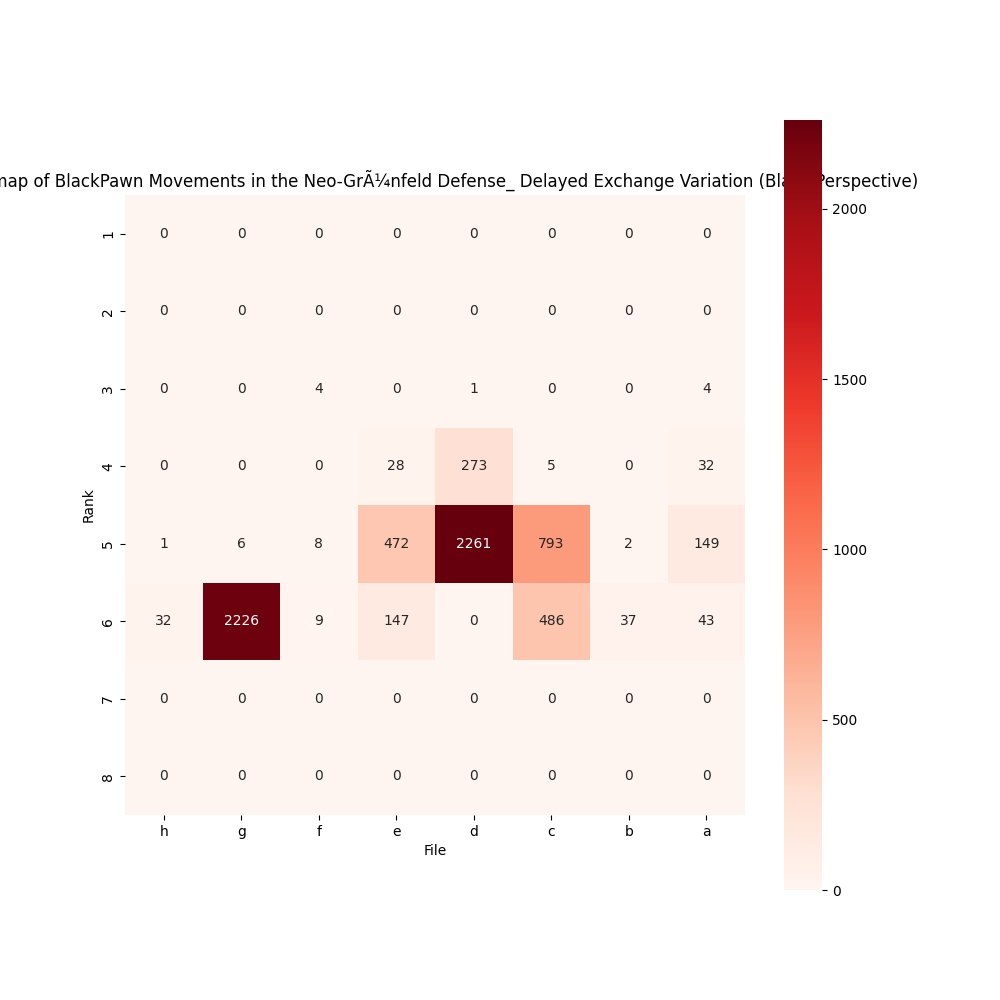 map of BlackPawn Movements in the Neo-GrÃ¼nfeld Defense_ Delayed Exchange Variation (Black Perspective)
1 0 0 0 0 0 0 0 0
2 0 0 0 0 0 0 0 0
3 0 0 4 0 1 0 0 4
4 0 0 0 28 273 5 0 32
Rank
5 1 6 8 472 2261 793 2 149
6 32 2226 9 147 0 486 37 43
7 0 0 0 0 0 0 0 0
8 0 0 0 0 0 0 0 0
h g f e d c b a
File
2000
1500
1000
500
0